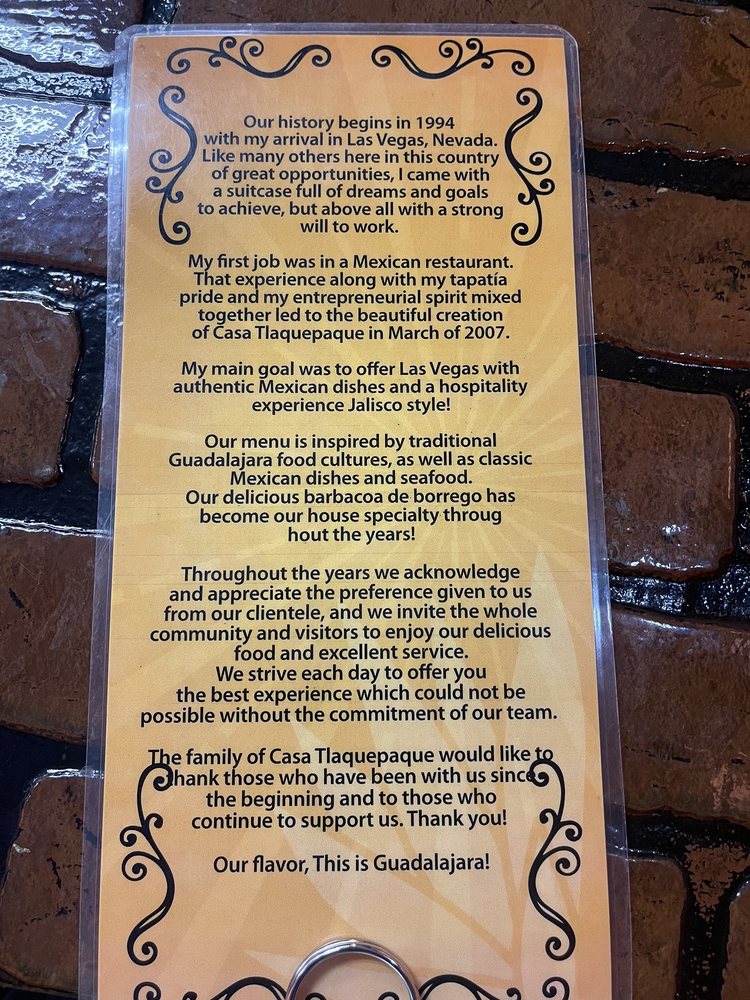 Our history begins in 1994
with my arrival in Las Vegas, Nevada.
Like many others here in this country
of great opportunities, I came with
a suitcase full of dreams and goals
to achieve, but above all with a strong
will to work.
My first job was in a Mexican restaurant.
That experience along with my tapatía
pride and my entrepreneurial spirit mixed
together led to the beautiful creation
of Casa Tlaquepaque in March of 2007.
My main goal was to offer Las Vegas with
authentic Mexican dishes and a hospitality
experience Jalisco style!
Our menu is inspired by traditional
Guadalajara food cultures, as well as classic
Mexican dishes and seafood.
Our delicious barbacoa de borrego has
become our house specialty throug
hout the years!
Throughout the years we acknowledge
and appreciate the preference given to us
from our clientele, and we invite the whole
community and visitors to enjoy our delicious
food and excellent service.
We strive each day to offer you
the best experience which could not be
possible without the commitment of our team.
The family of Casa Tlaquepaque would like to
thank those who have been with us since
the beginning and to those who
continue to support us. Thank you!
Our flavor, This is Guadalajara!